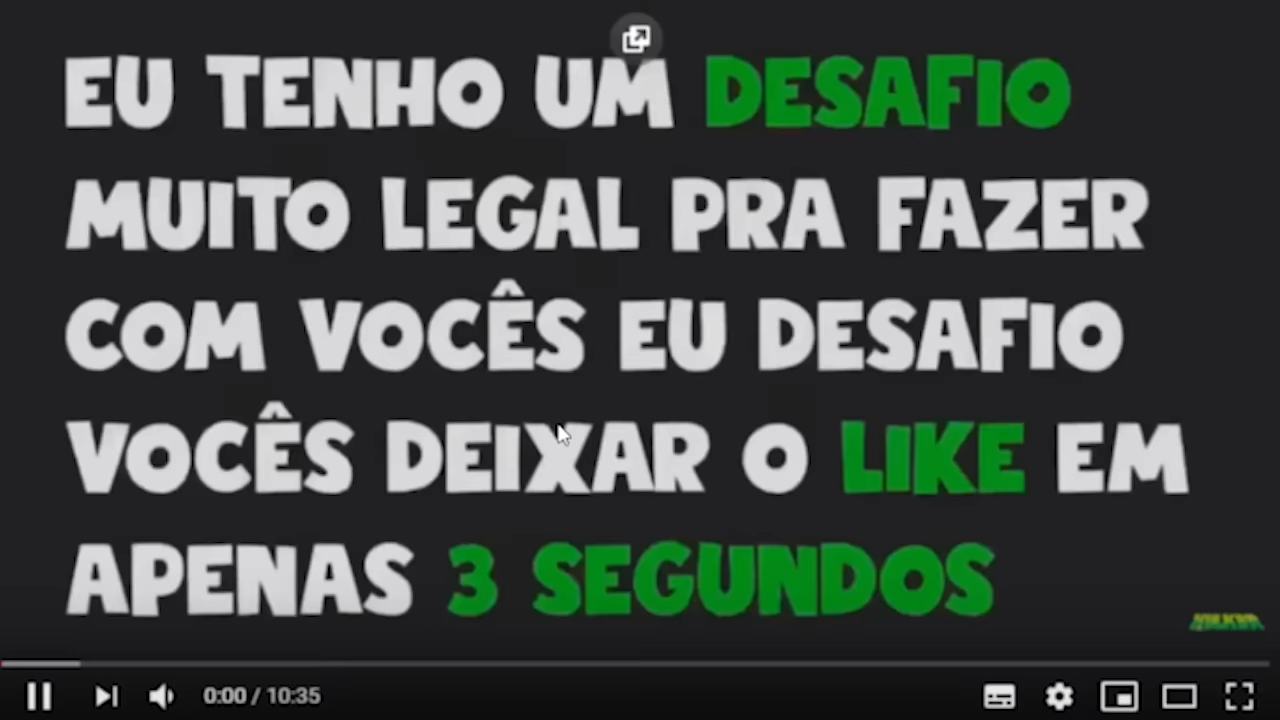 EU TENHO UM DESAFIO
MUITO LEGAL PRA FAZER
COM VOCÊS EU DESAFIO
VOCÊS DEIXAR O LIKE EM
APENAS 3 SEGUNDOS
0:00 / 10:35